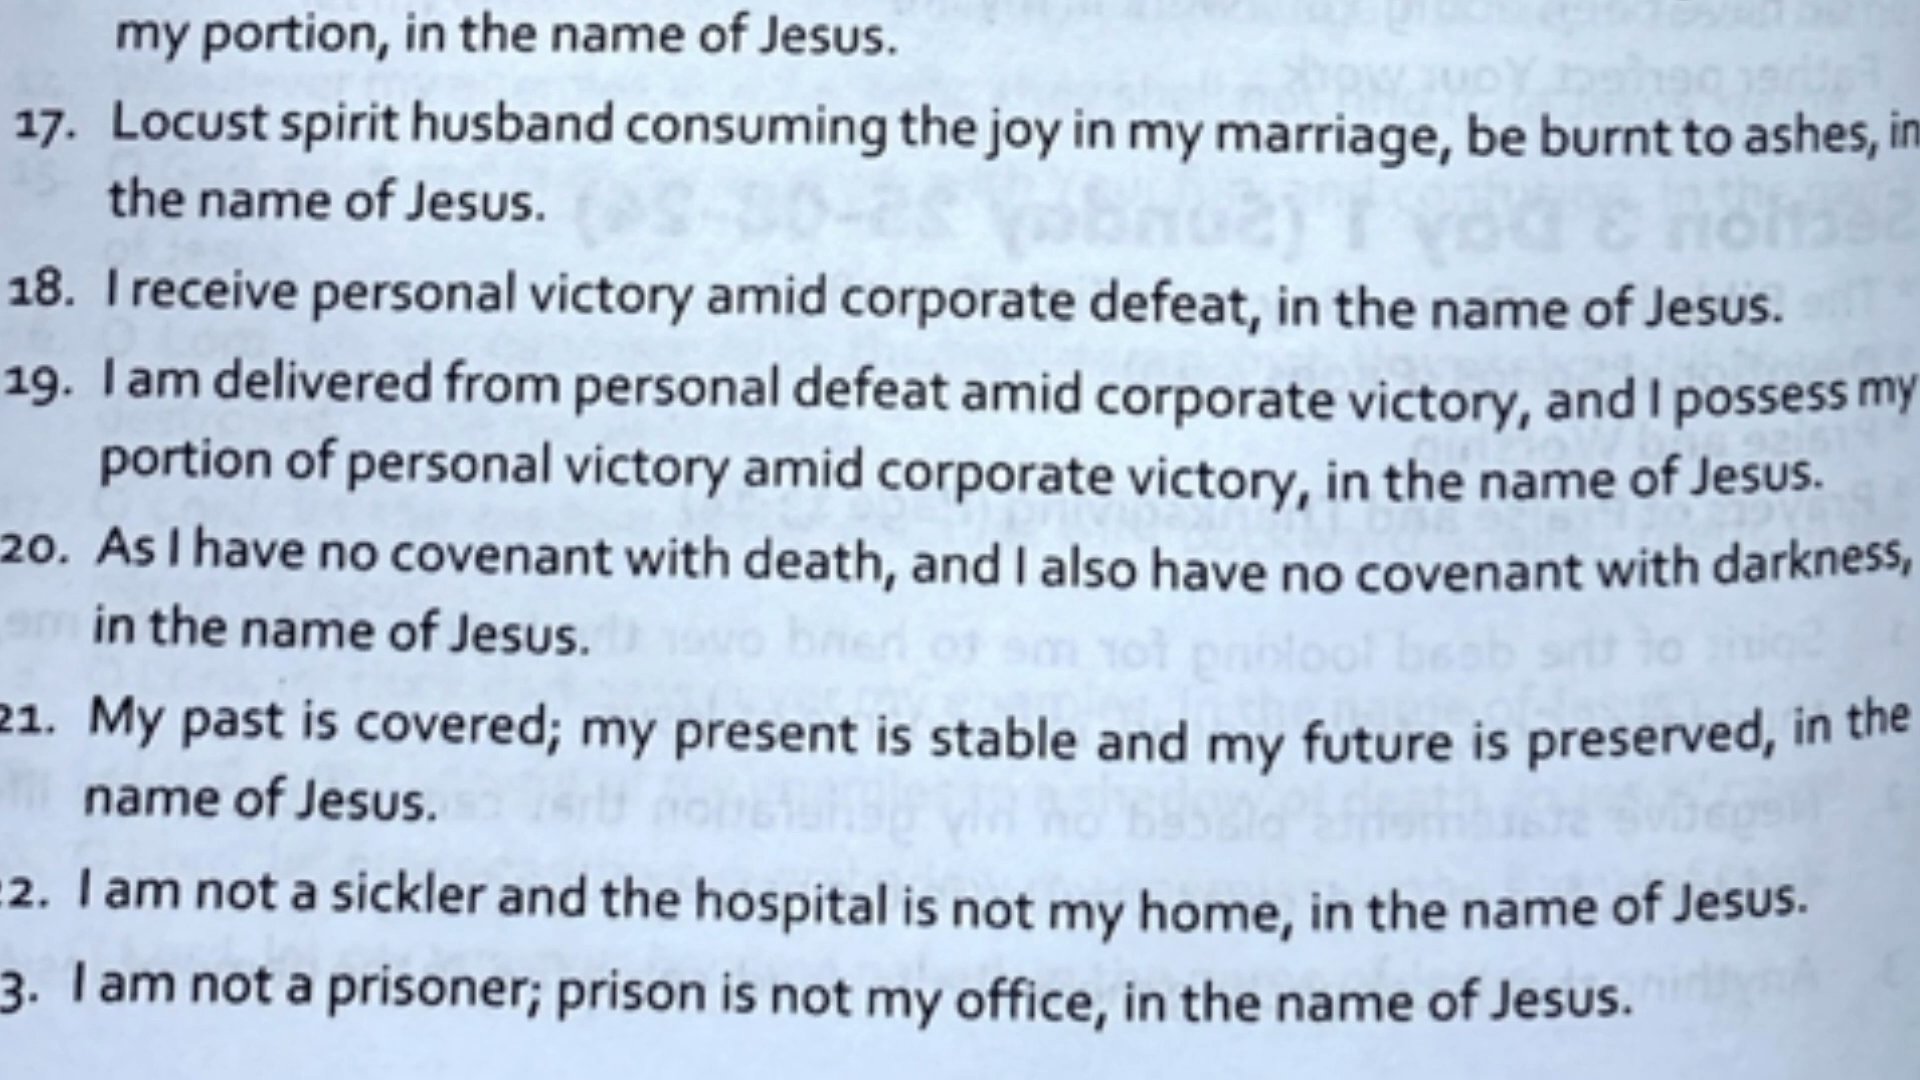 my portion, in the name of Jesus.
17. Locust spirit husband consuming the joy in my marriage, be burnt to ashes, in
the name of Jesus.
18. I receive personal victory amid corporate defeat, in the name of Jesus.
19. I am delivered from personal defeat amid corporate victory, and I possess my
portion of personal victory amid corporate victory, in the name of Jesus.
20. As I have no covenant with death, and I also have no covenant with darkness,
in the name of Jesus.
21. My past is covered; my present is stable and my future is preserved, in the
name of Jesus.
2. I am not a sickler and the hospital is not my home, in the name of Jesus.
3. I am not a prisoner; prison is not my office, in the name of Jesus.